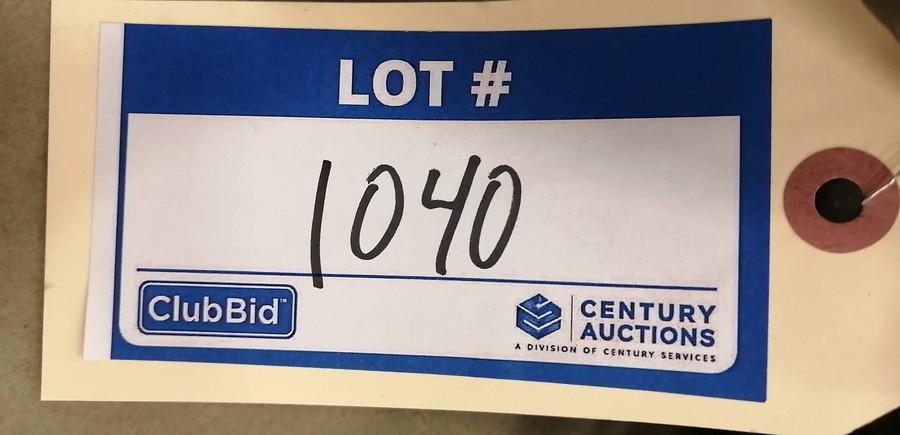 LOT #
1040
ClubBid™
CENTURY
AUCTIONS
A DIVISION OF CENTURY SERVICES